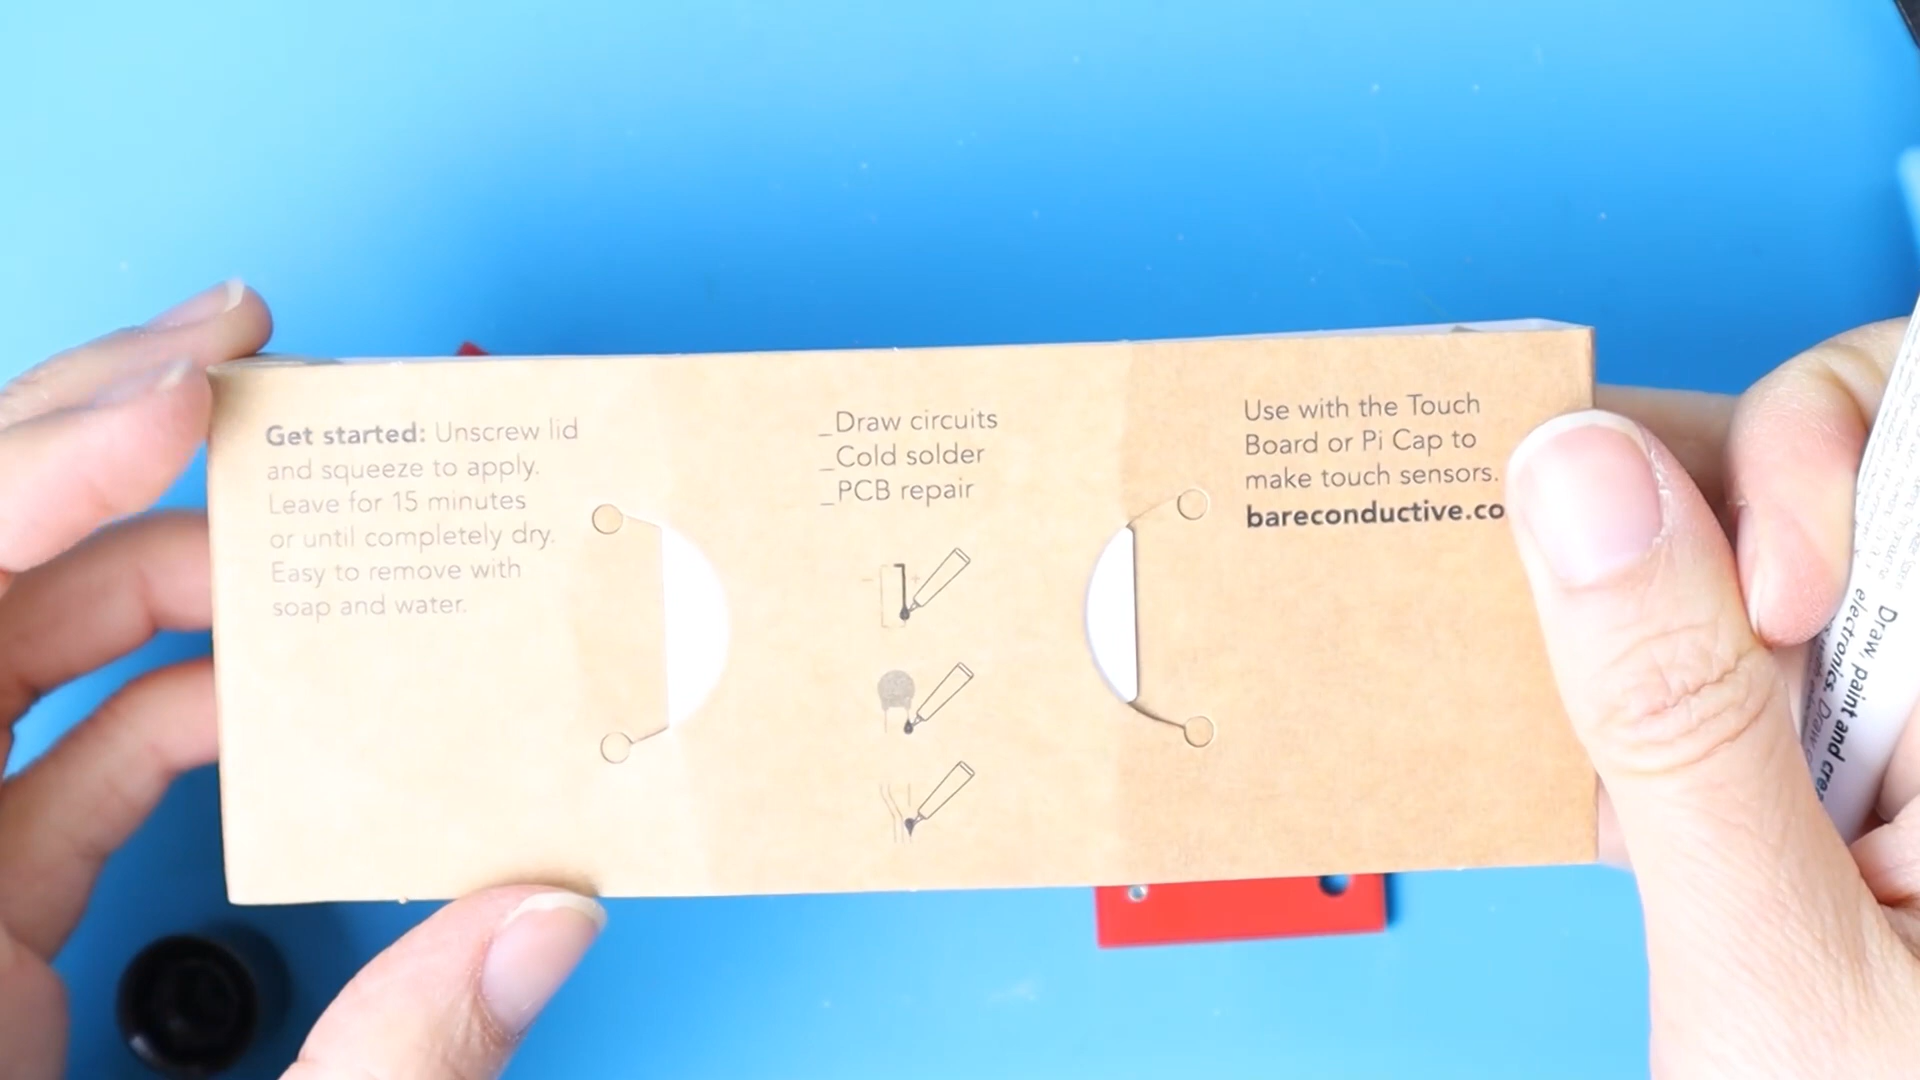 Get started: Unscrew lid
and squeeze to apply.
Leave for 15 minutes
or until completely dry.
Easy to remove with
soap and water.
_Draw circuits
_Cold solder
_PCB repair
Use with the Touch
Board or Pi Cap to
make touch sensors.
bareconductive.co
Draw, paint and
electronics. Draw